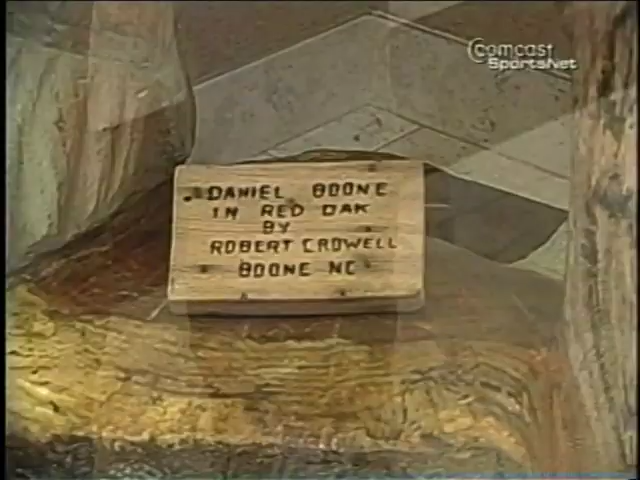 Comcast
SportsNet
DANIEL BOONE
IN RED OAK
BY
ROBERT CROWELL
BOONE NC